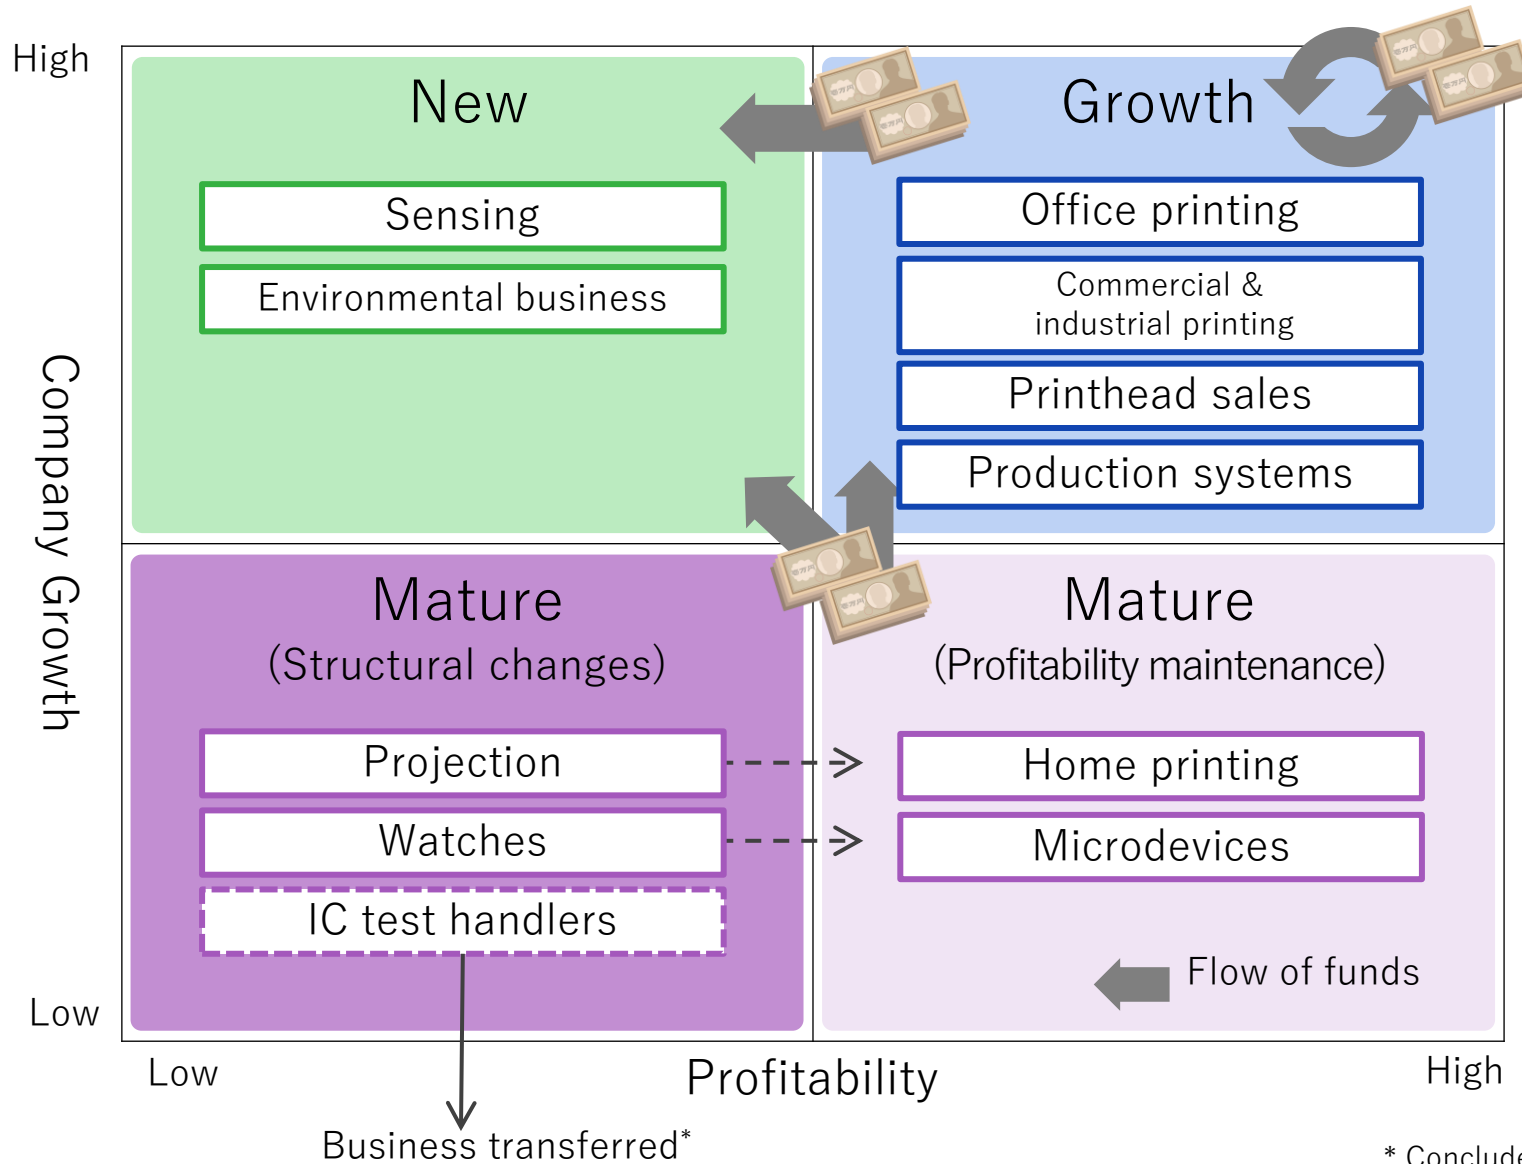 High
New
Growth
Sensing
Environmental business
Office printing
Commercial &
industrial printing
Printhead sales
Production systems
Company Growth
Mature
(Structural changes)
Mature
(Profitability maintenance)
Projection
Watches
IC test handlers
Home printing
Microdevices
Flow of funds
Low
Low
Profitability
High
Business transferred*
* Conclude